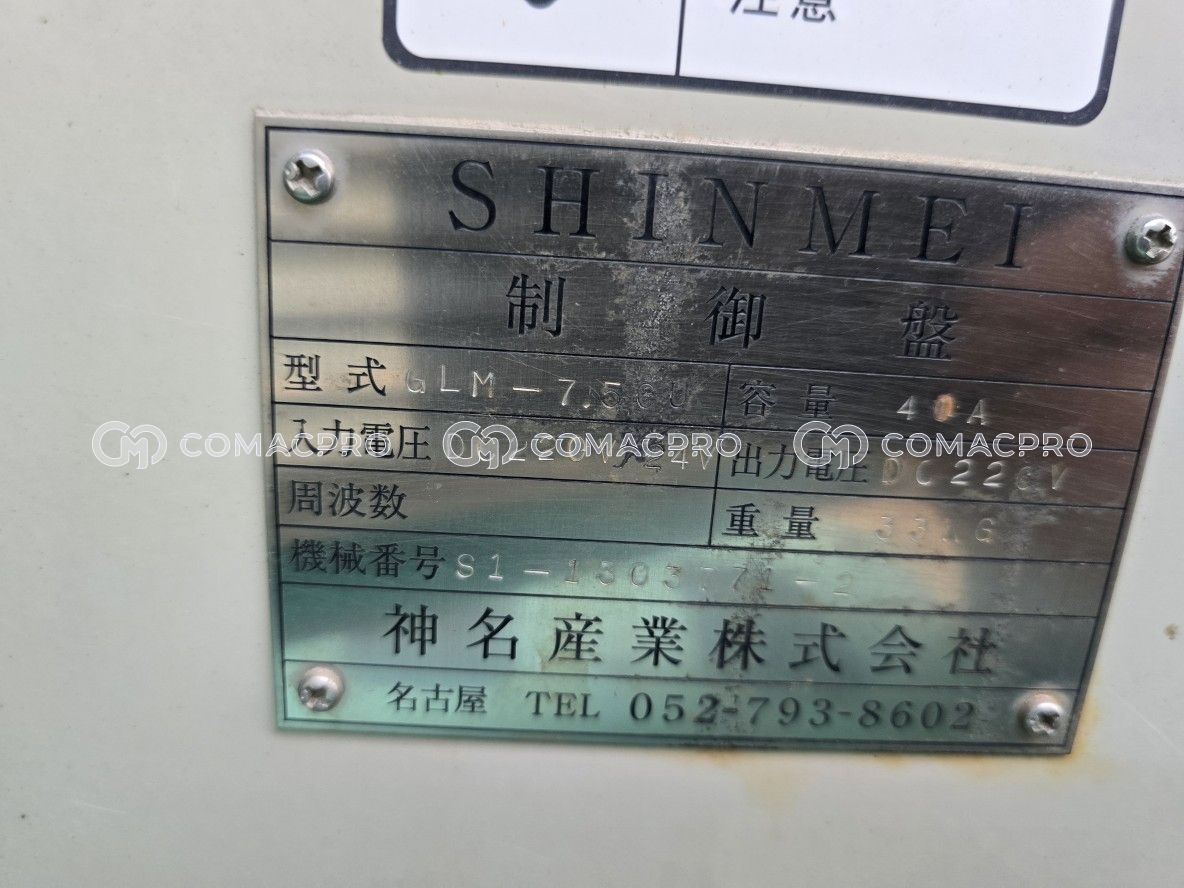 注意
SHINMEI
制御盤
型式 GLM-7.5GU 容量 40A
入力電圧 出力電圧 DC220V
周波数 重量
機械番号
神名産業株式会社
名古屋 TEL 052-793-8602
COMACPRO COMACPRO COMACPRO